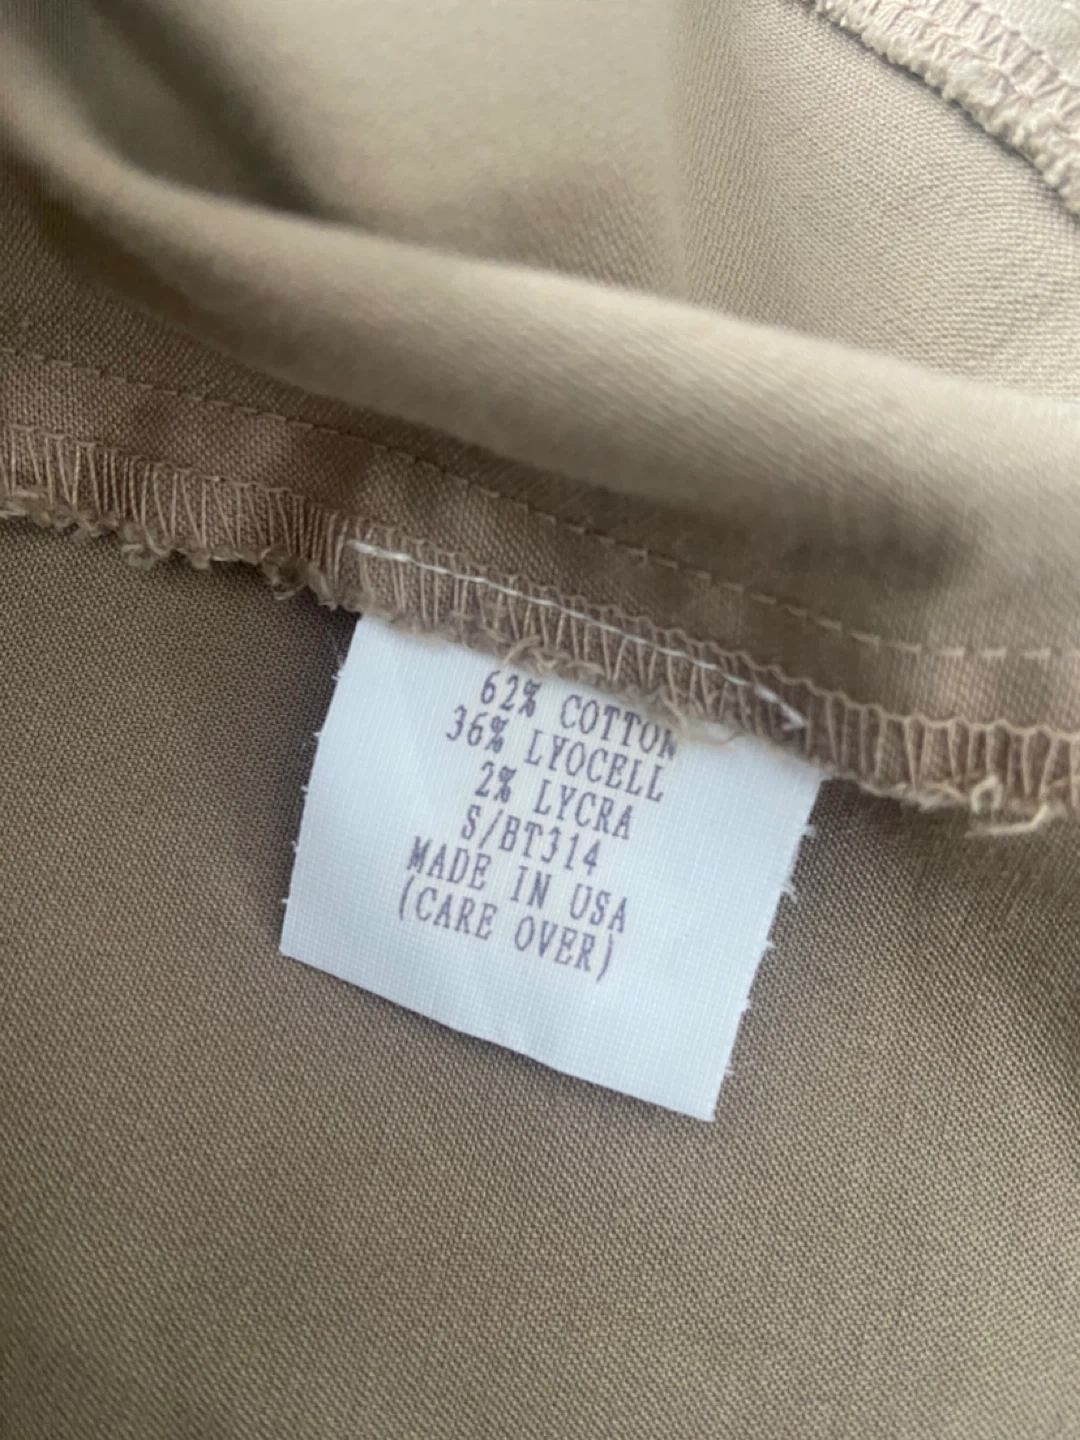 62% COTTON
36% LYOCELL
2% LYCRA
S/BT314
MADE IN USA
(CARE OVER)